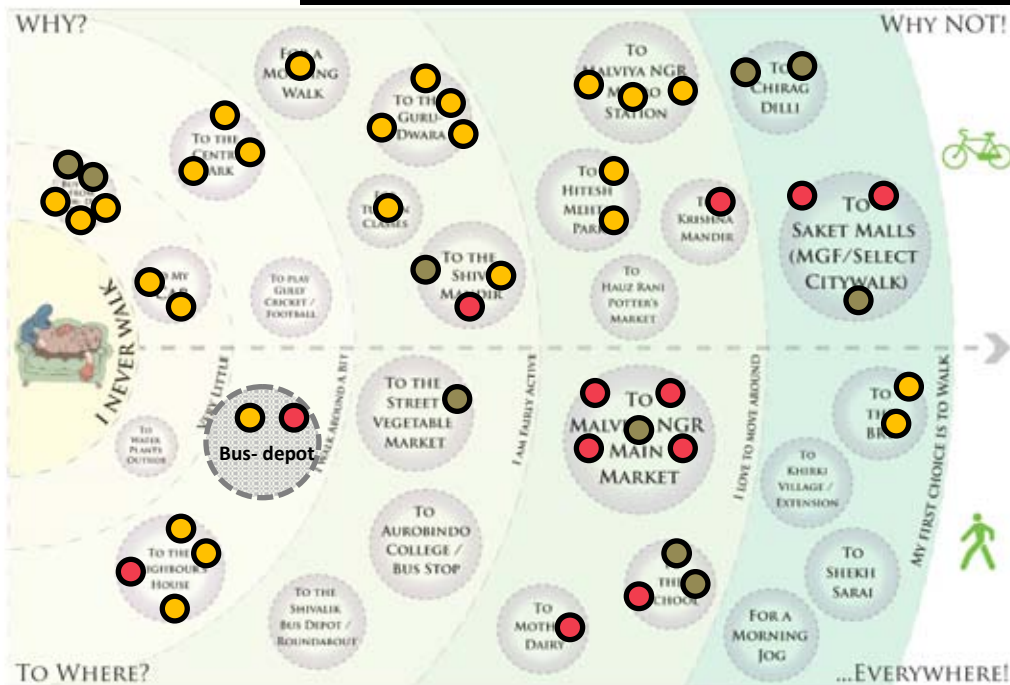 WHY?
WHY NOT!
FOR A
MORNING
WALK
TO
MALVIYA NGR
METRO
STATION
TO
CHIRAG
DILLI
TO THE
GURU-
DWARA
TO THE
PARK
TO
HITESH
MEHTA
PARK
TO
KRISHNA
MANDIR
TO
SAKET MALLS
(MGF/SELECT
CITYWALK)
CLASSES
TO THE
SHIV
MANDIR
TO MY
CAR
TO PLAY
GULLY
CRICKET /
FOOTBALL
TO
HAUZ RANI
POTTER'S
MARKET
I NEVER WALK
VERY LITTLE
I WALK AROUND A BIT
I AM FAIRLY ACTIVE
I LOVE TO MOVE AROUND
MY FIRST CHOICE IS TO WALK
TO
WATER
PLANTS
OUTSIDE
Bus- depot
TO THE
STREET
VEGETABLE
MARKET
TO
MALVIYA NGR
MAIN
MARKET
TO
KHIRKI
VILLAGE /
EXTENSION
TO THE
NEIGHBOUR'S
HOUSE
TO
AUROBINDO
COLLEGE /
BUS STOP
TO THE
SHIVALIK
BUS DEPOT /
ROUNDABOUT
TO
MOTHER
DAIRY
THE
SCHOOL
TO
SHEKH
SARAI
FOR A
MORNING
JOG
TO WHERE?
...EVERYWHERE!